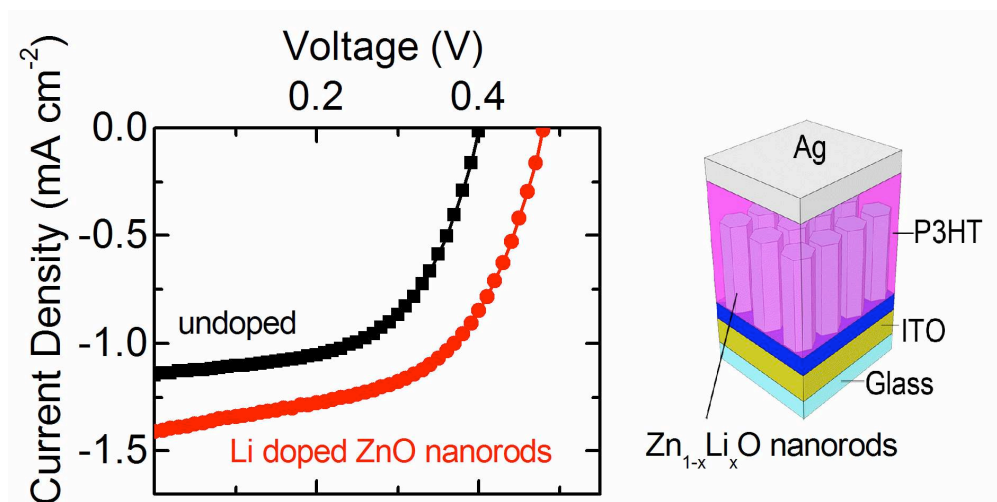 Voltage (V)
0.2 0.4
Current Density (mA cm⁻²)
0.0
-0.5
-1.0
-1.5
undoped
Li doped ZnO nanorods
Ag
P3HT
ITO
Glass
Zn₁₋ₓLiₓO nanorods